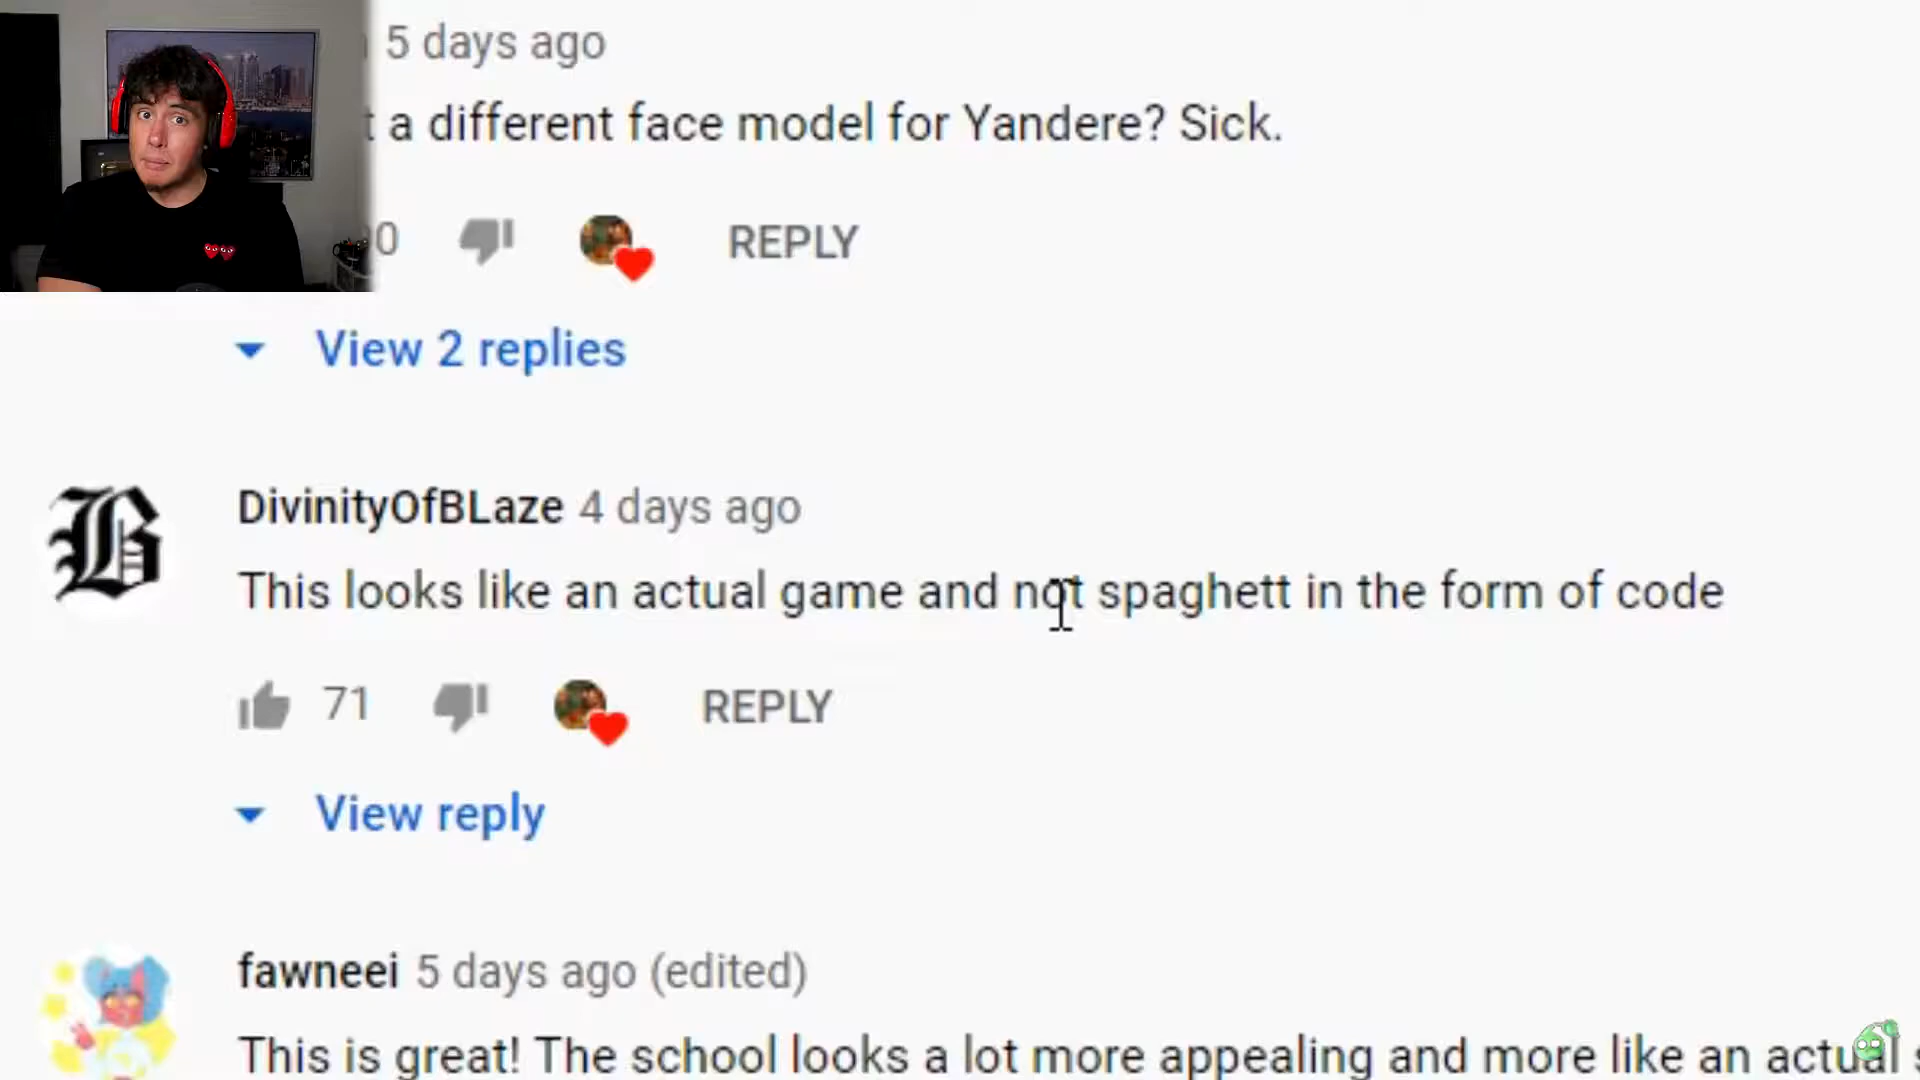 5 days ago
t a different face model for Yandere? Sick.
0 REPLY
View 2 replies
DivinityOfBLaze 4 days ago
This looks like an actual game and not spaghett in the form of code
71 REPLY
View reply
fawneei 5 days ago (edited)
This is great! The school looks a lot more appealing and more like an actual s